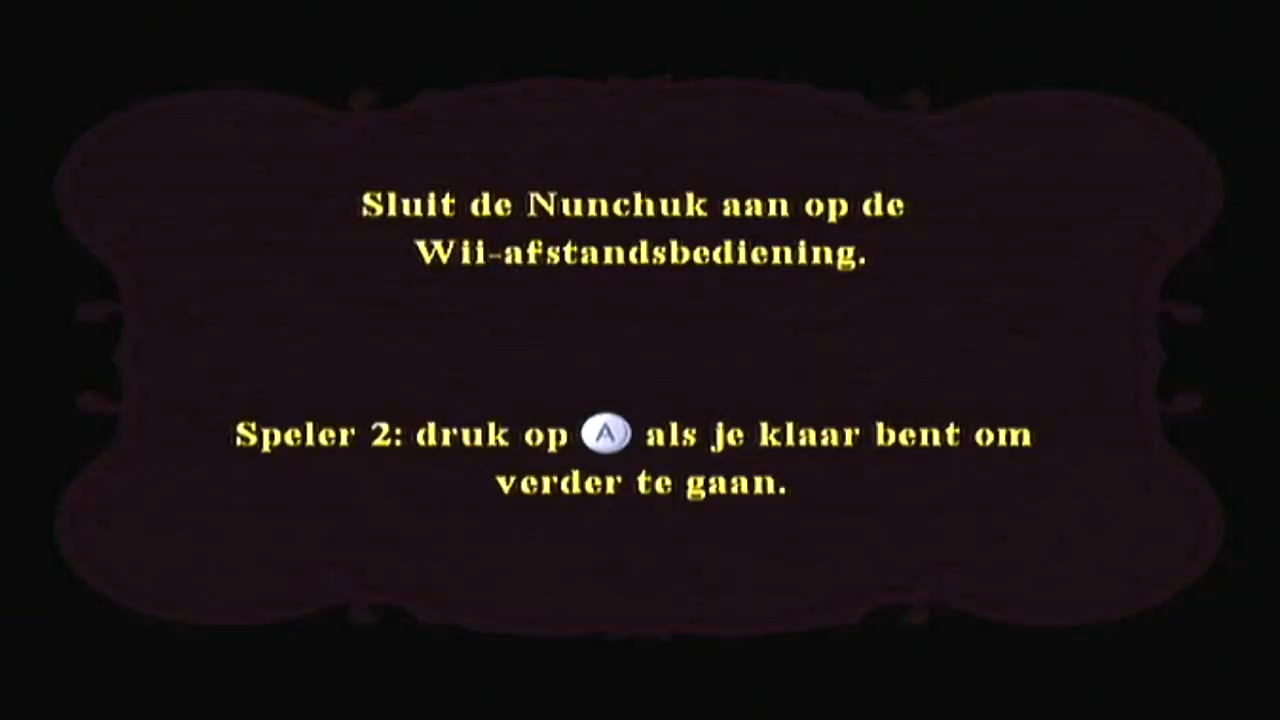 Sluit de Nunchuk aan op de
Wii-afstandsbediening.
Speler 2: druk op A als je klaar bent om
verder te gaan.